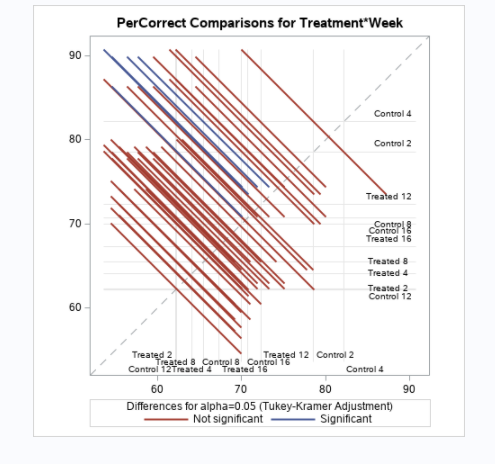 PerCorrect Comparisons for Treatment*Week
90
Control 4
80
Control 2
Treated 12
70
Control 8
Control 16
Treated 16
Treated 8
Treated 4
Treated 2
60
Control 12
Treated 2 Treated 12 Control 2
Treated 8 Control 8 Control 16
Control 12 Treated 4 Treated 16 Control 4
60 70 80 90
Differences for alpha=0.05 (Tukey-Kramer Adjustment)
Not significant Significant